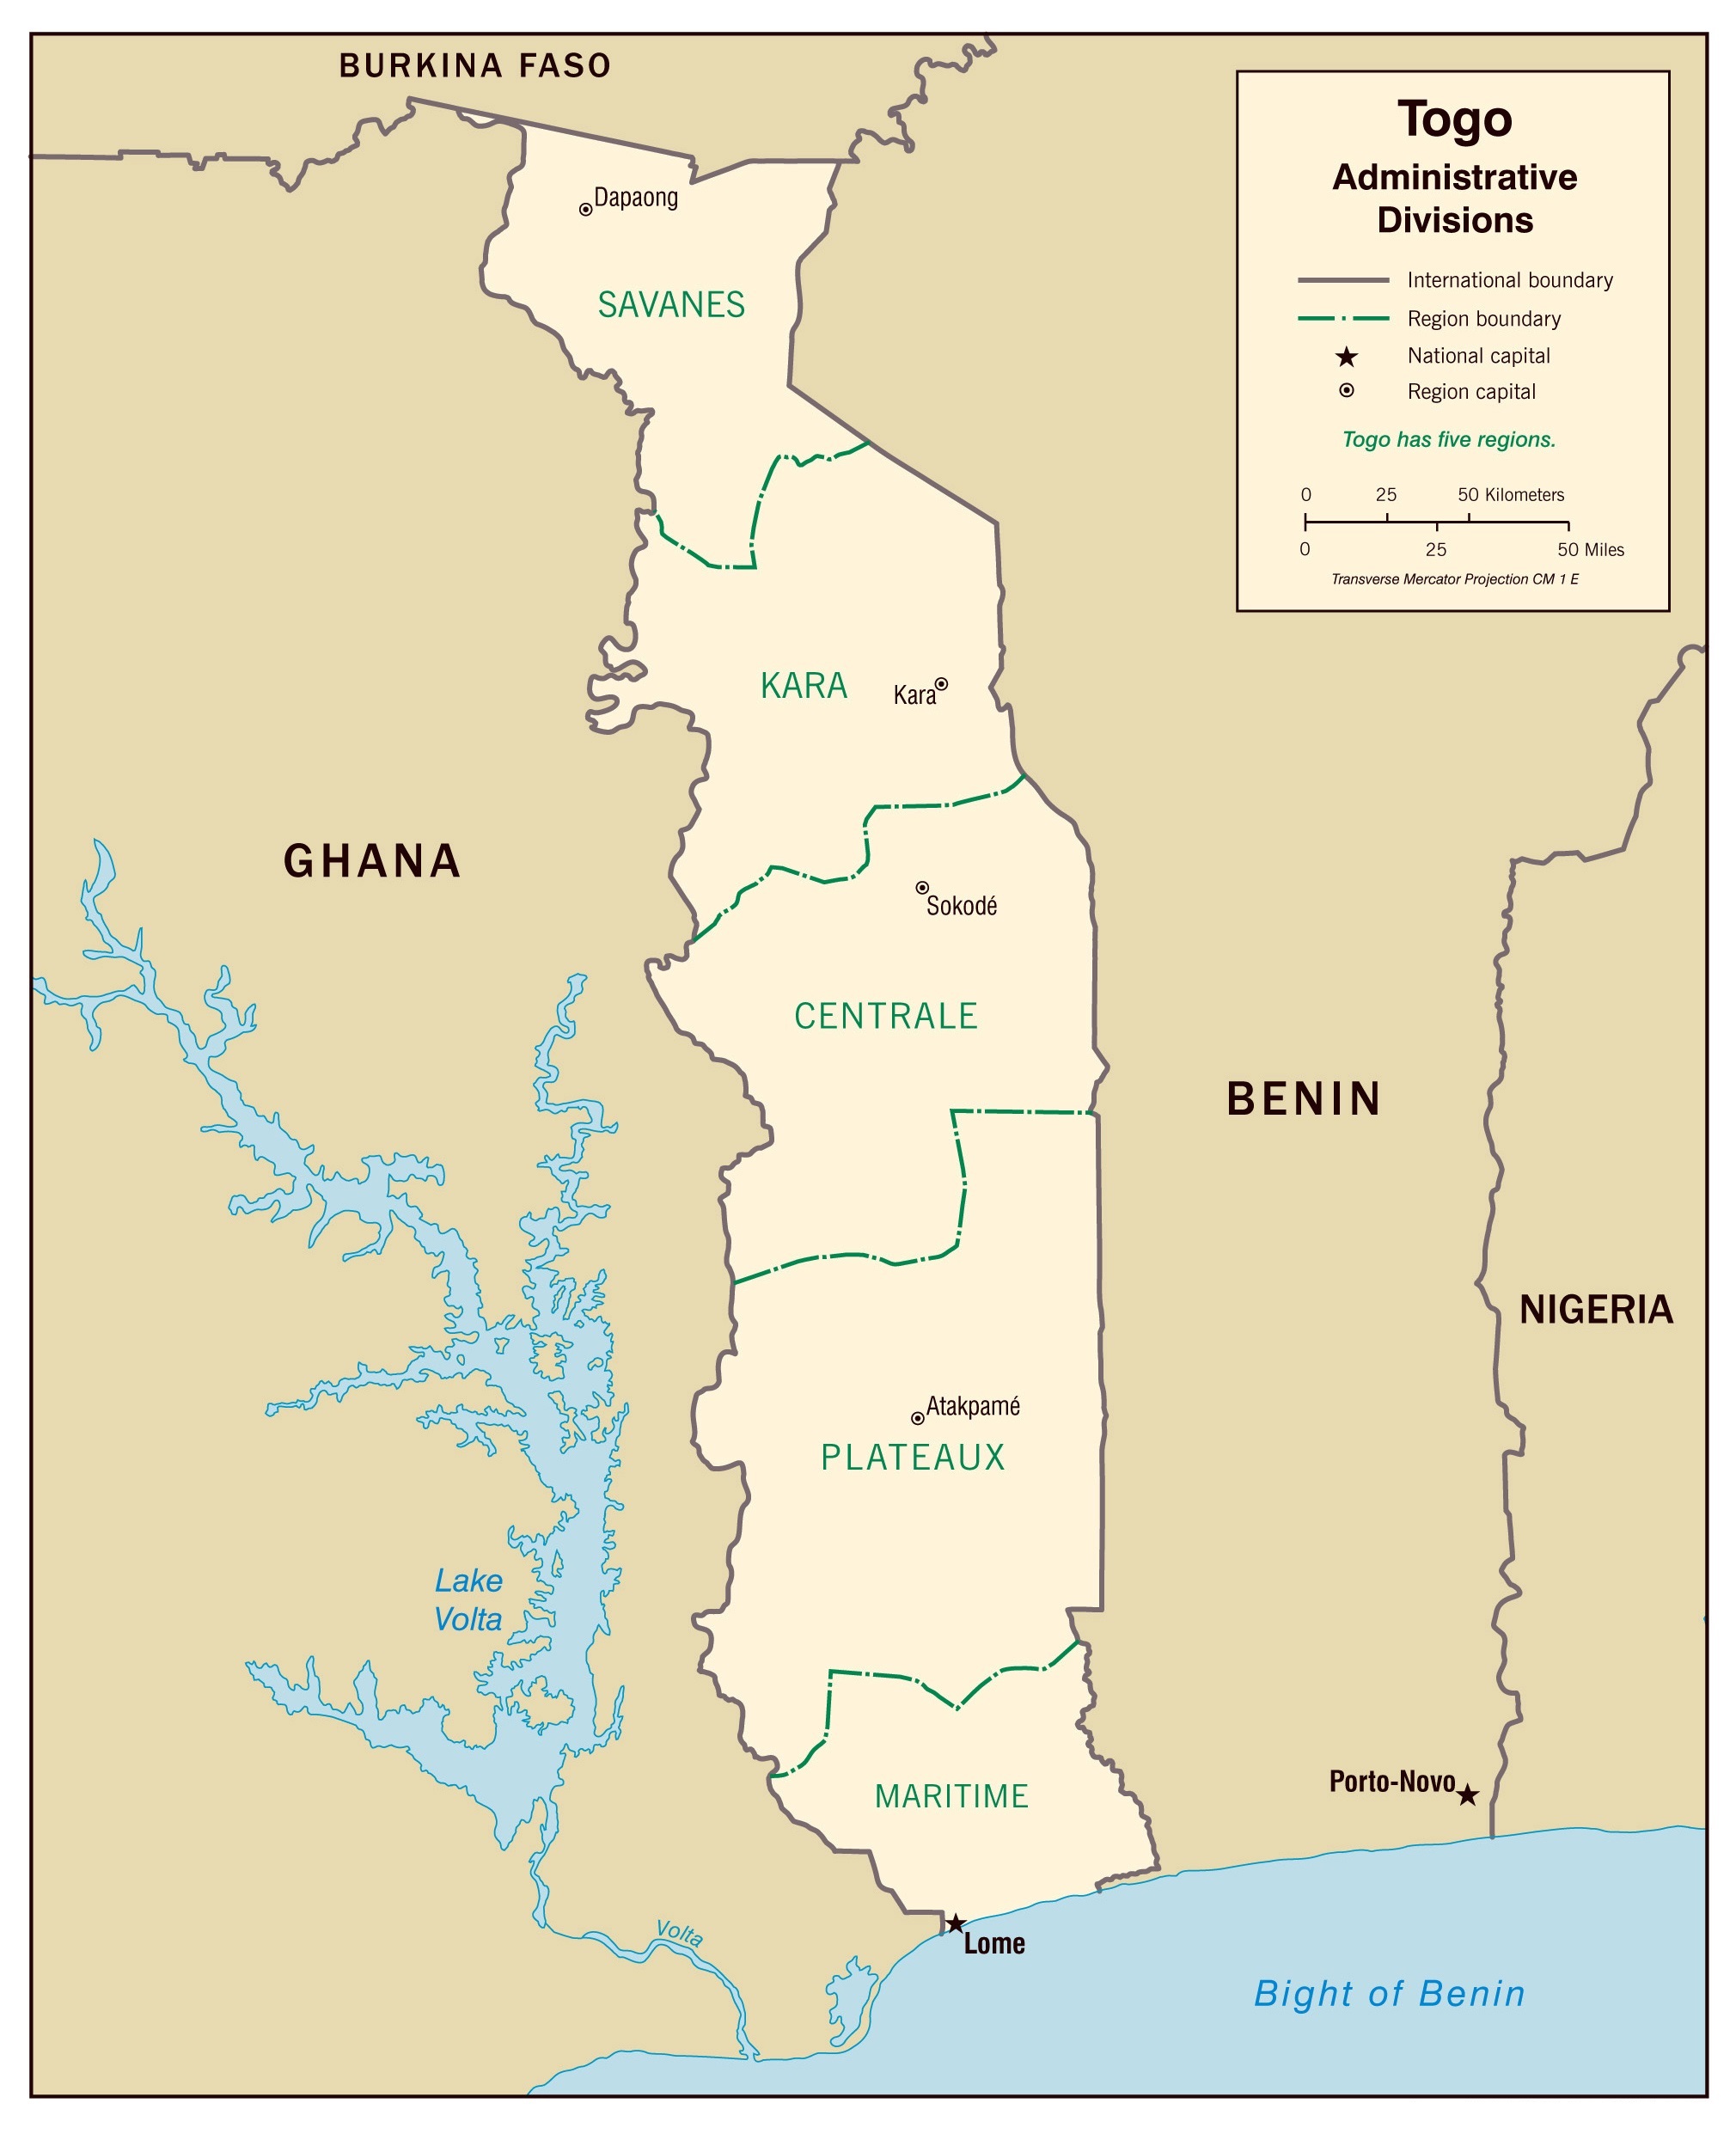 BURKINA FASO
Togo
Administrative
Divisions
International boundary
Region boundary
National capital
Region capital
Togo has five regions.
0 25 50 Kilometers
0 25 50 Miles
Transverse Mercator Projection CM 1 E
Dapaong
SAVANES
KARA
Kara
GHANA
Sokodé
CENTRALE
BENIN
NIGERIA
Atakpamé
PLATEAUX
Lake
Volta
Porto-Novo
MARITIME
Volta
Lome
Bight of Benin